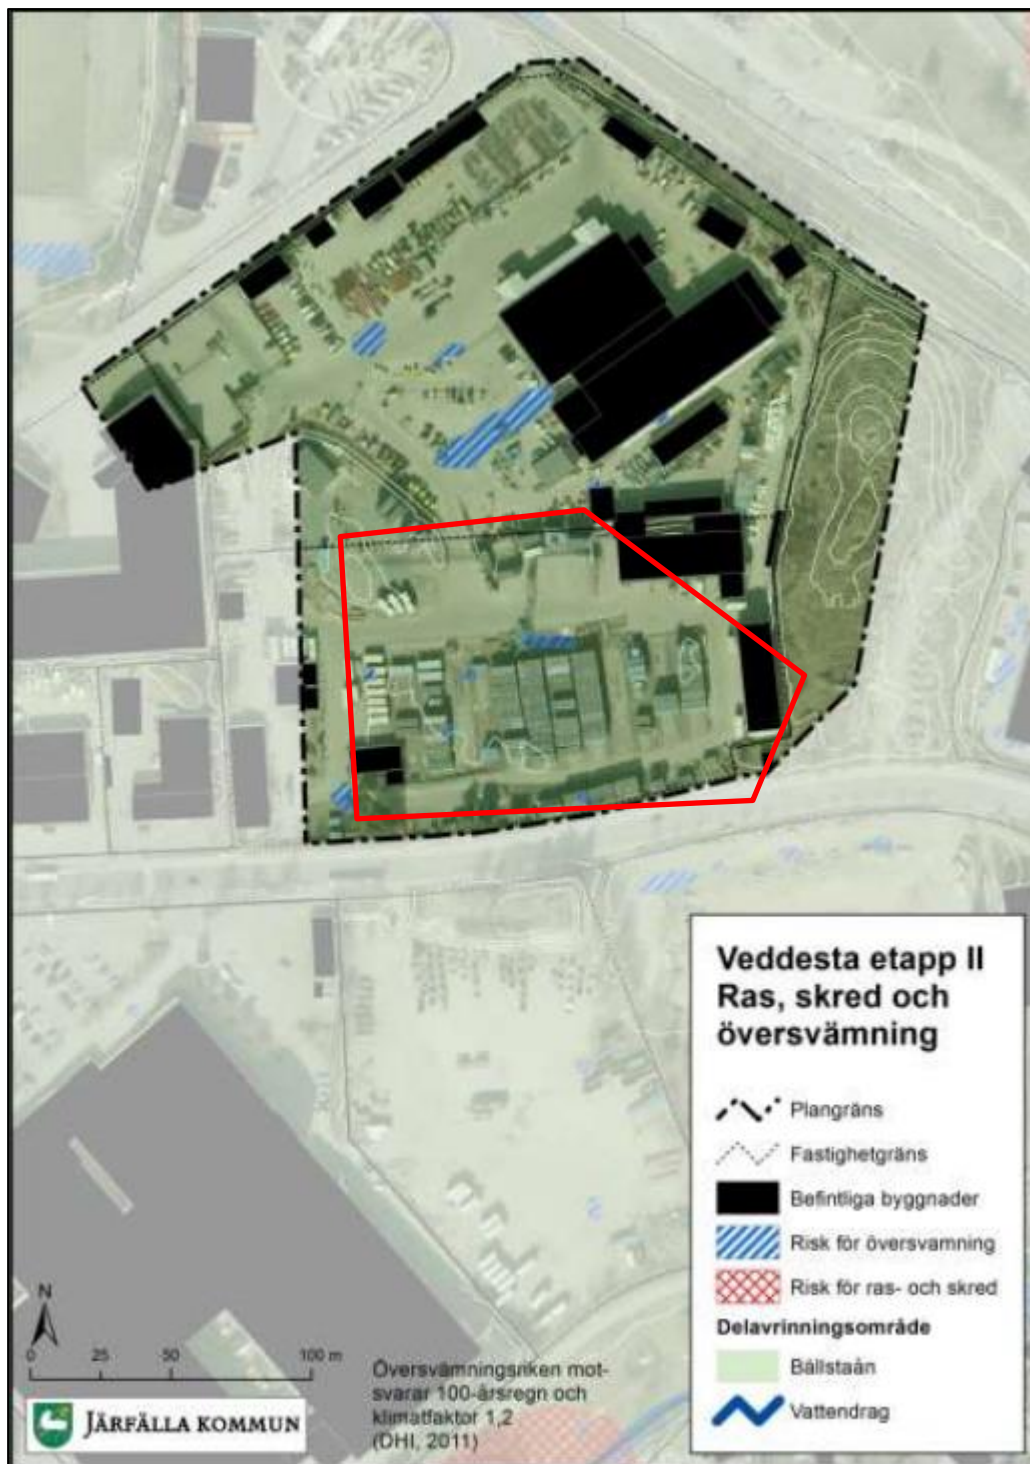 Veddesta etapp II
Ras, skred och
översvämning
Plangräns
Fastighetgräns
Befintliga byggnader
Risk för översvamning
Risk för ras- och skred
Delavrinningsområde
Bällstaån
Vattendrag
N
0 25 50 100 m
JÄRFÄLLA KOMMUN
Översvämningsriken mot-
svarar 100-årsregn och
klimatfaktor 1,2
(DHI, 2011)